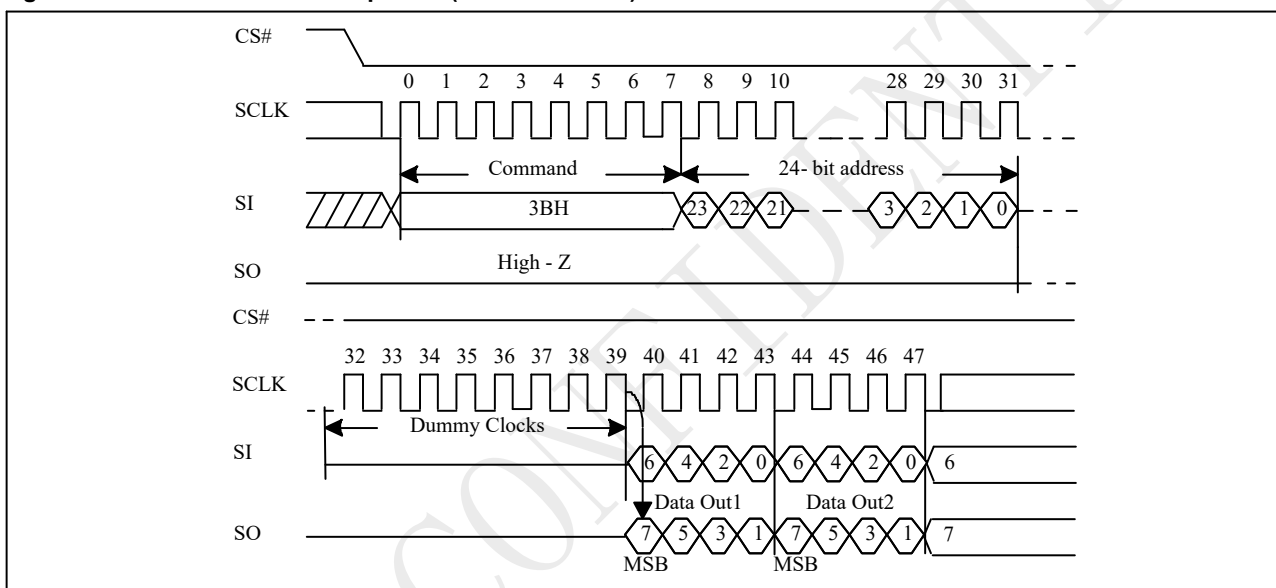 CS#
0 1 2 3 4 5 6 7 8 9 10 28 29 30 31
SCLK
Command 24- bit address
SI 3BH 23 22 21 3 2 1 0
SO High - Z
CS#
32 33 34 35 36 37 38 39 40 41 42 43 44 45 46 47
SCLK
Dummy Clocks
SI 6 4 2 0 6 4 2 0 6
Data Out1 Data Out2
SO 7 5 3 1 7 5 3 1 7
MSB MSB